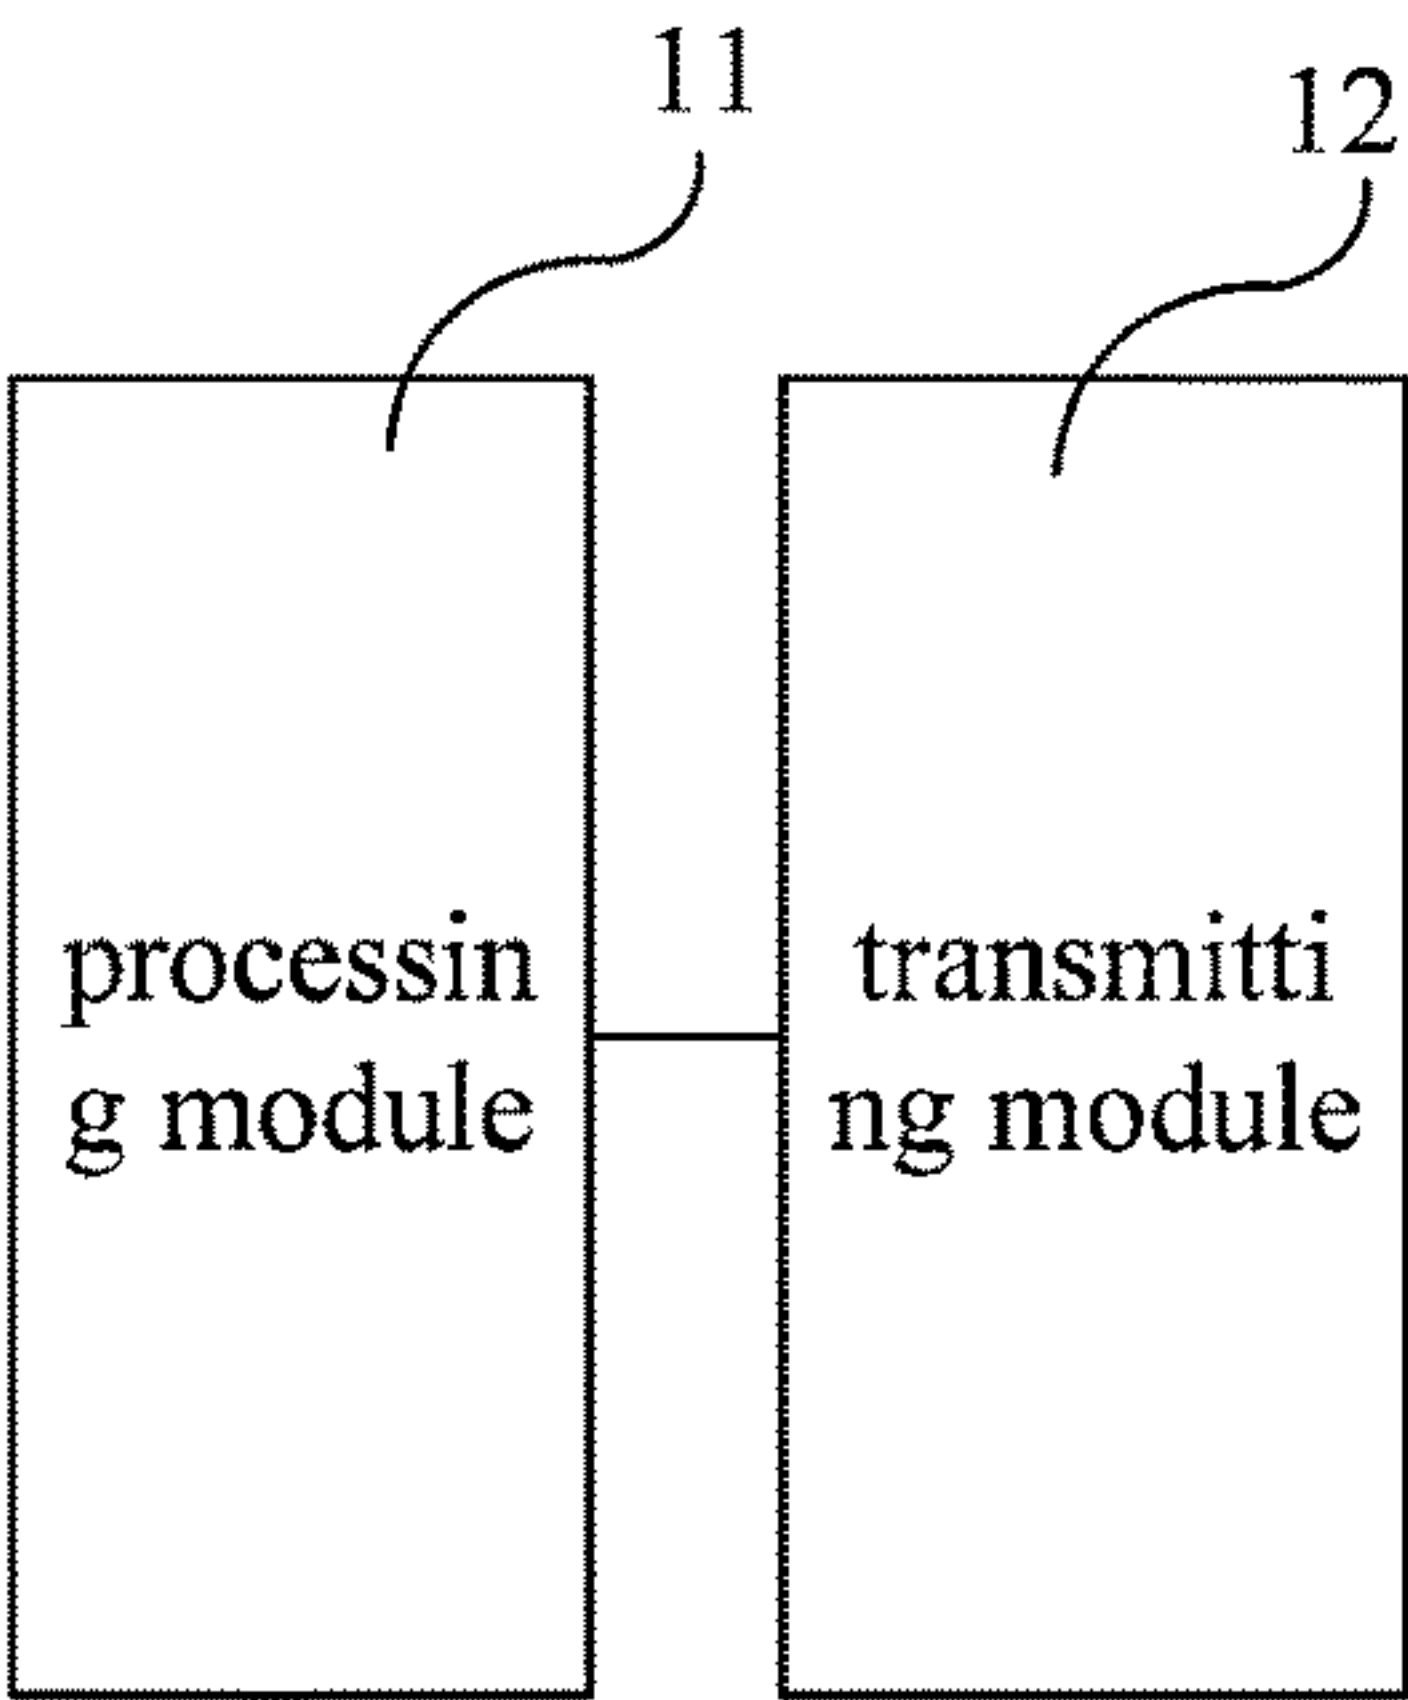 11
12
processin
g module
transmitti
ng module